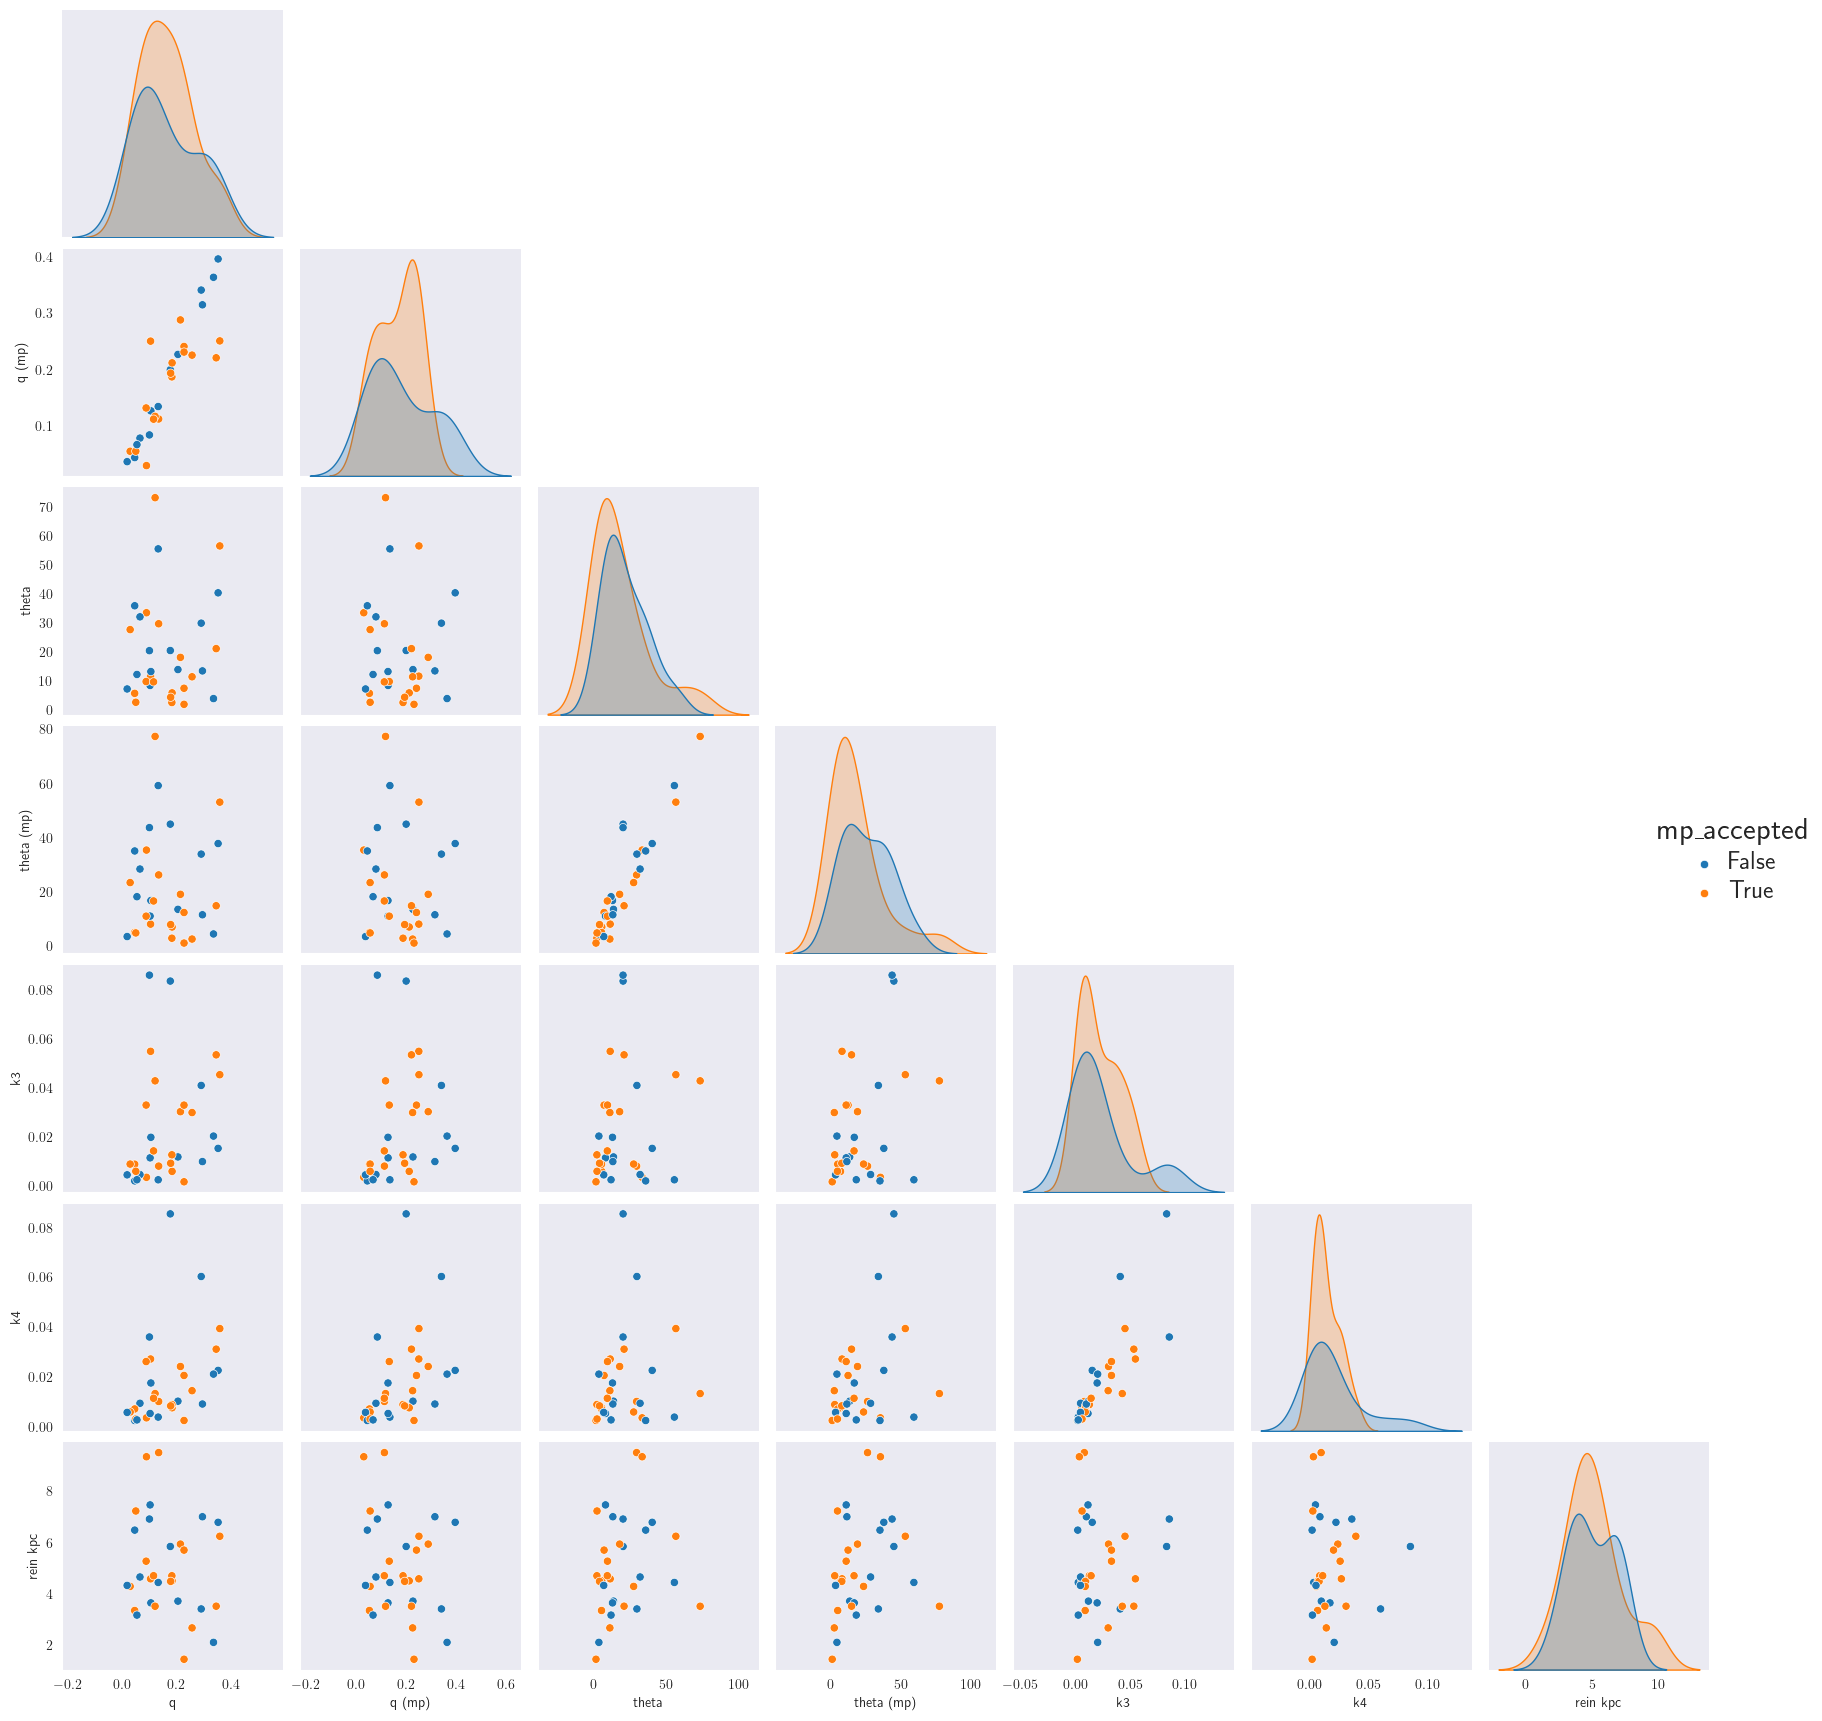 0.4
0.3
0.2
0.1
q (mp)
70
60
50
40
30
20
10
0
theta
80
60
40
20
0
theta (mp)
mp_accepted
False
True
0.08
0.06
0.04
0.02
0.00
k3
0.08
0.06
0.04
0.02
0.00
k4
8
6
4
2
rein kpc
−0.2 0.0 0.2 0.4
−0.2 0.0 0.2 0.4 0.6
0 50 100
0 50 100
−0.05 0.00 0.05 0.10
0.00 0.05 0.10
0 5 10
q
q (mp)
theta
theta (mp)
k3
k4
rein kpc